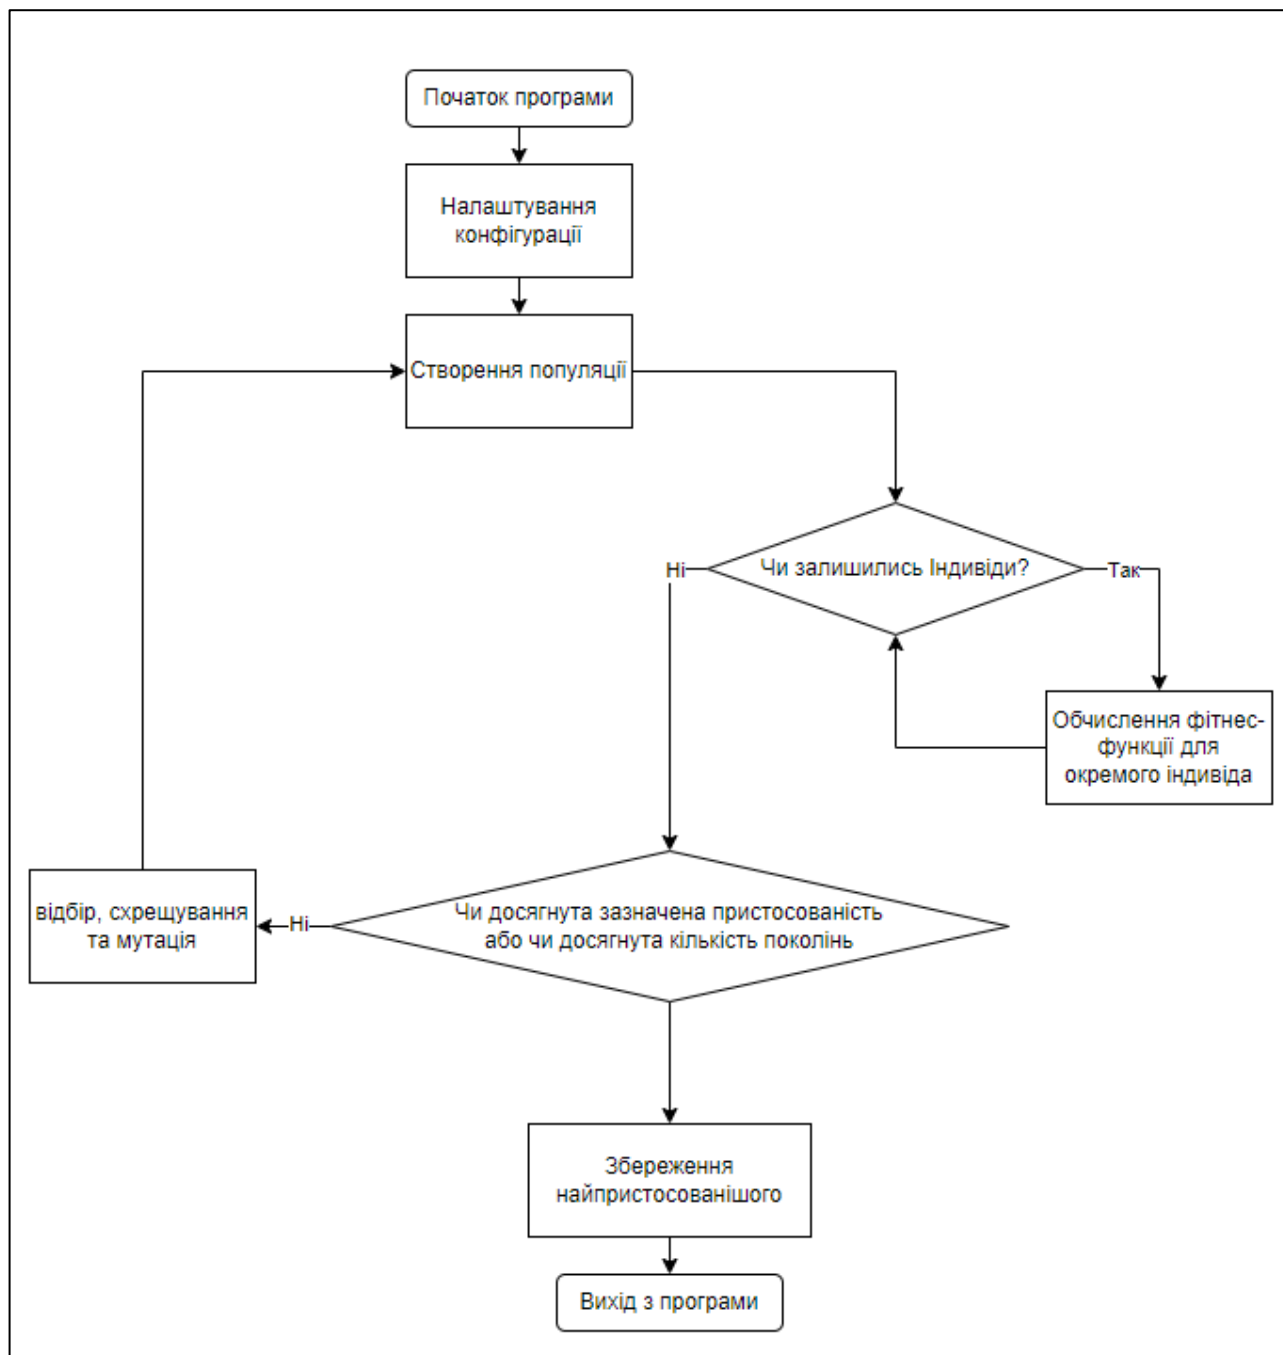 Початок програми
Налаштування
конфігурації
Створення популяції
Чи залишились Індивіди?
Ні
Так
Обчислення фітнес-
функції для
окремого індивіда
Чи досягнута зазначена пристосованість
або чи досягнута кількість поколінь
Ні
відбір, схрещування
та мутація
Збереження
найпристосованішого
Вихід з програми